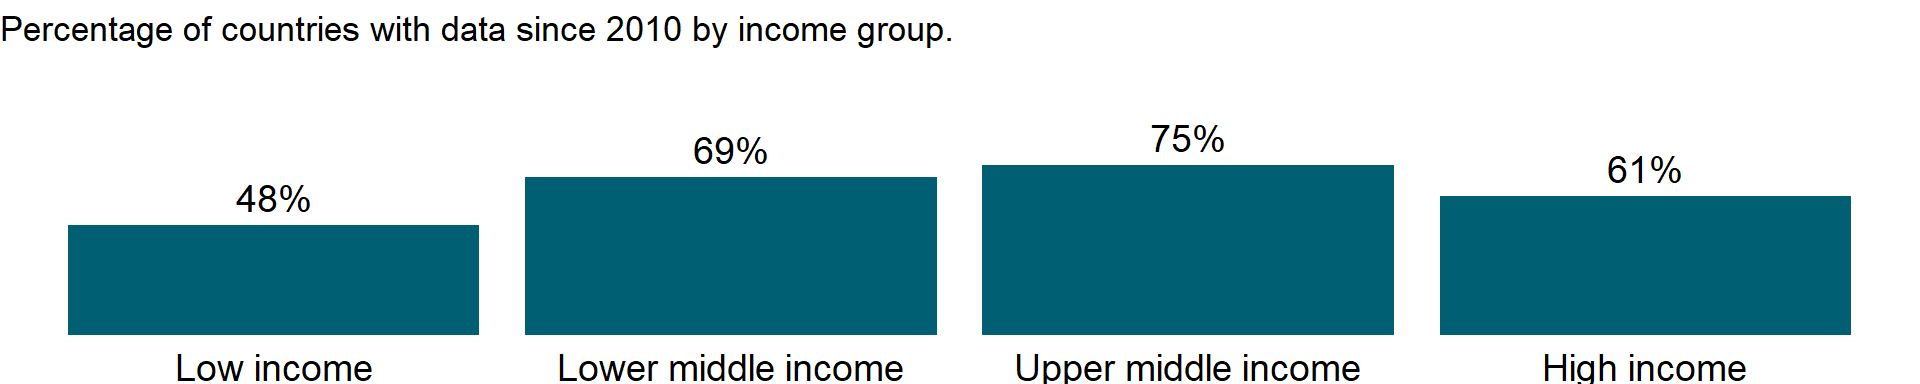 Percentage of countries with data since 2010 by income group.
48%
69%
75%
61%
Low income
Lower middle income
Upper middle income
High income